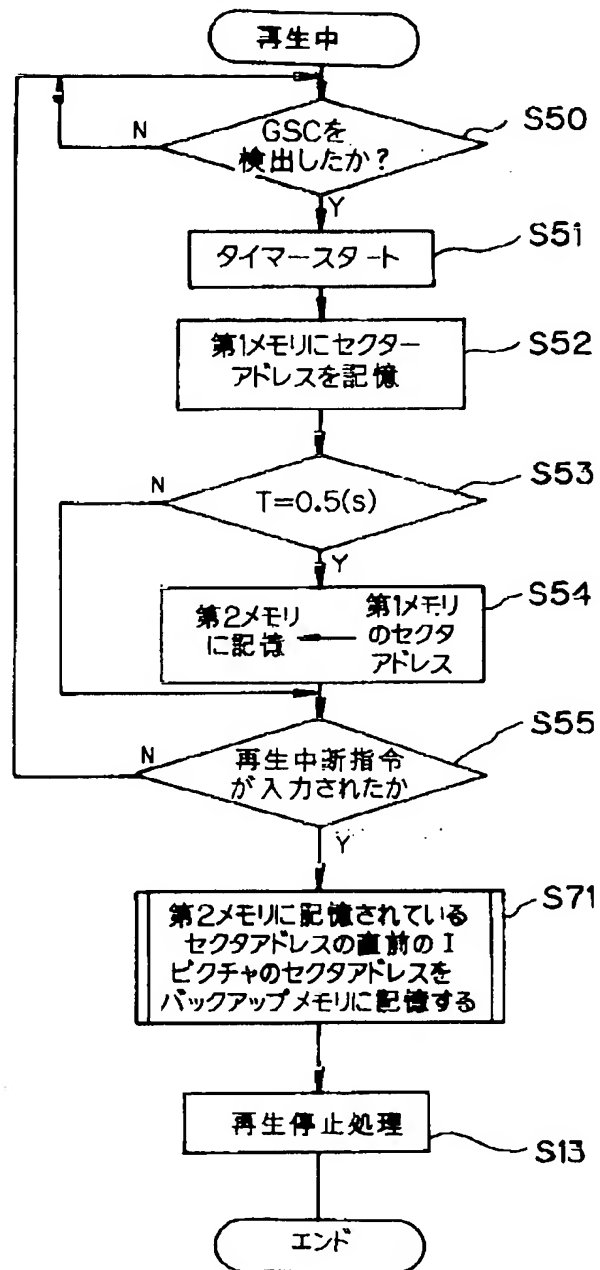 再生中
N
GSCを
検出したか?
S50
Y
タイマースタート
S51
第1メモリにセクター
アドレスを記憶
S52
N
T=0.5(s)
S53
Y
第2メモリ
に記憶
第1メモリ
のセクタ
アドレス
S54
N
再生中断指令
が入力されたか
S55
Y
第2メモリに記憶されている
セクタアドレスの直前のI
ピクチャのセクタアドレスを
バックアップメモリに記憶する
S71
再生停止処理
S13
エンド